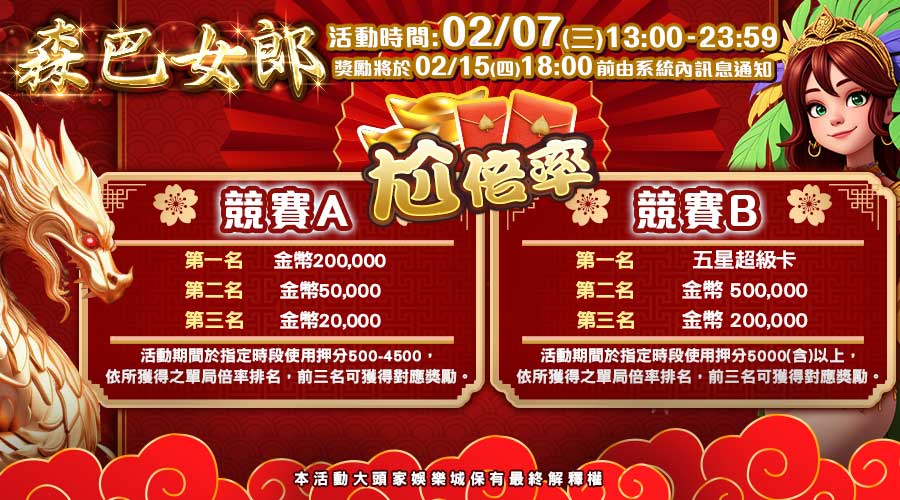 森巴女郎
活動時間:02/07(三)13:00-23:59
獎勵將於 02/15(四)18:00 前由系統內訊息通知
尬倍率
競賽A
第一名 金幣200,000
第二名 金幣50,000
第三名 金幣20,000
活動期間於指定時段使用押分500-4500，
依所獲得之單局倍率排名，前三名可獲得對應獎勵。
競賽B
第一名 五星超級卡
第二名 金幣 500,000
第三名 金幣 200,000
活動期間於指定時段使用押分5000(含)以上，
依所獲得之單局倍率排名，前三名可獲得對應獎勵。
本活動大頭家娛樂城保有最終解釋權